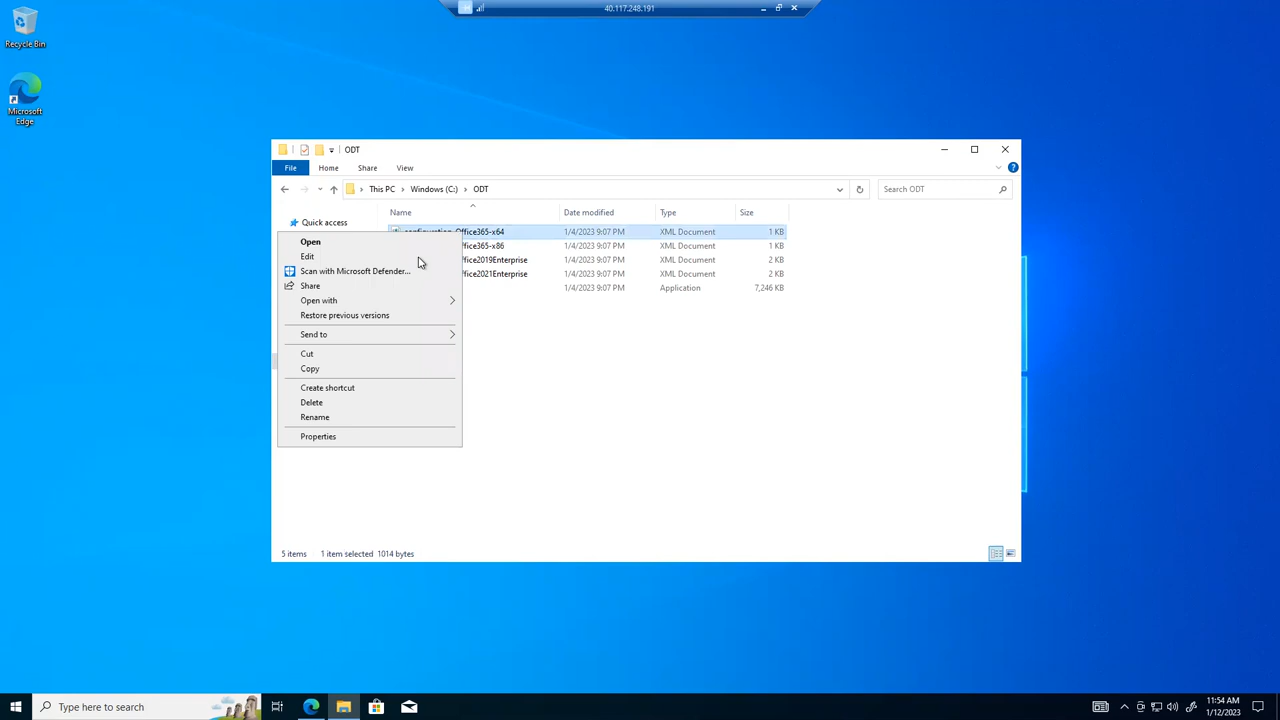 40.117.248.191
Recycle Bin
Microsoft
Edge
ODT
File Home Share View
This PC Windows (C:) ODT
Search ODT
Name Date modified Type Size
Quick access
configuration-Office365-x64 1/4/2023 9:07 PM XML Document 1 KB
ffice365-x86 1/4/2023 9:07 PM XML Document 1 KB
ffice2019Enterprise 1/4/2023 9:07 PM XML Document 2 KB
ffice2021Enterprise 1/4/2023 9:07 PM XML Document 2 KB
1/4/2023 9:07 PM Application 7,246 KB
Open
Edit
Scan with Microsoft Defender...
Share
Open with
Restore previous versions
Send to
Cut
Copy
Create shortcut
Delete
Rename
Properties
5 items 1 item selected 1014 bytes
Type here to search
11:54 AM
1/12/2023